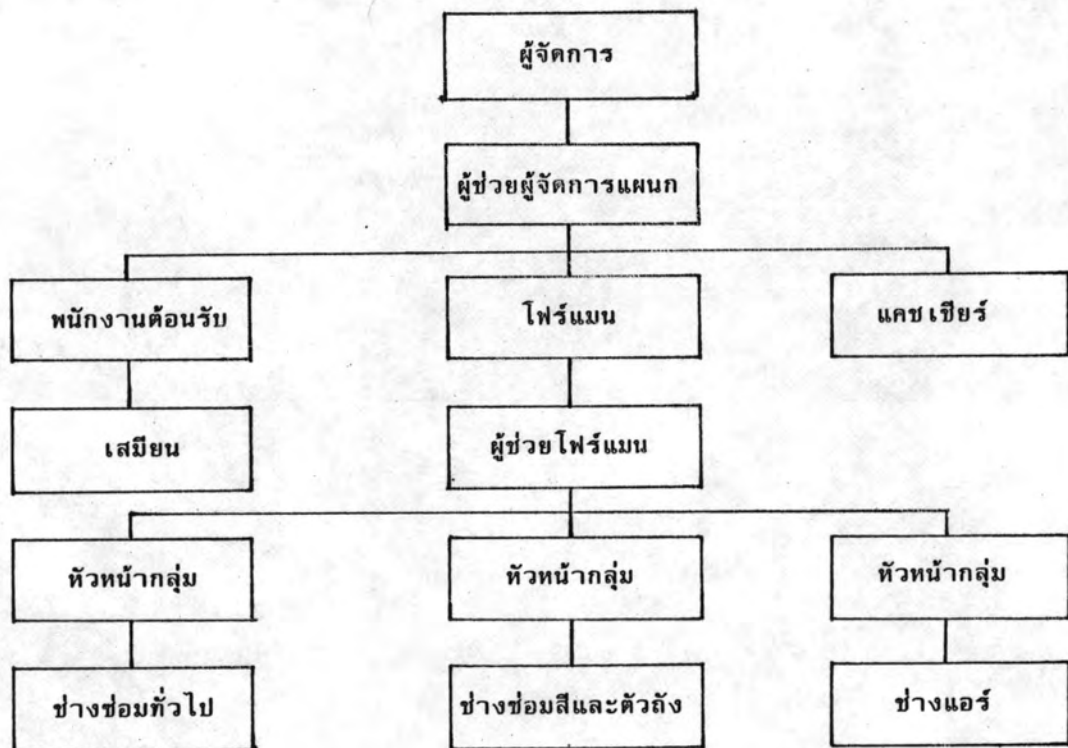 ผู้จัดการ
ผู้ช่วยผู้จัดการแผนก
พนักงานต้อนรับ
โฟร์แมน
แคชเชียร์
เสมียน
ผู้ช่วยโฟร์แมน
หัวหน้ากลุ่ม
หัวหน้ากลุ่ม
หัวหน้ากลุ่ม
ช่างซ่อมทั่วไป
ช่างซ่อมสีและตัวถัง
ช่างแอร์